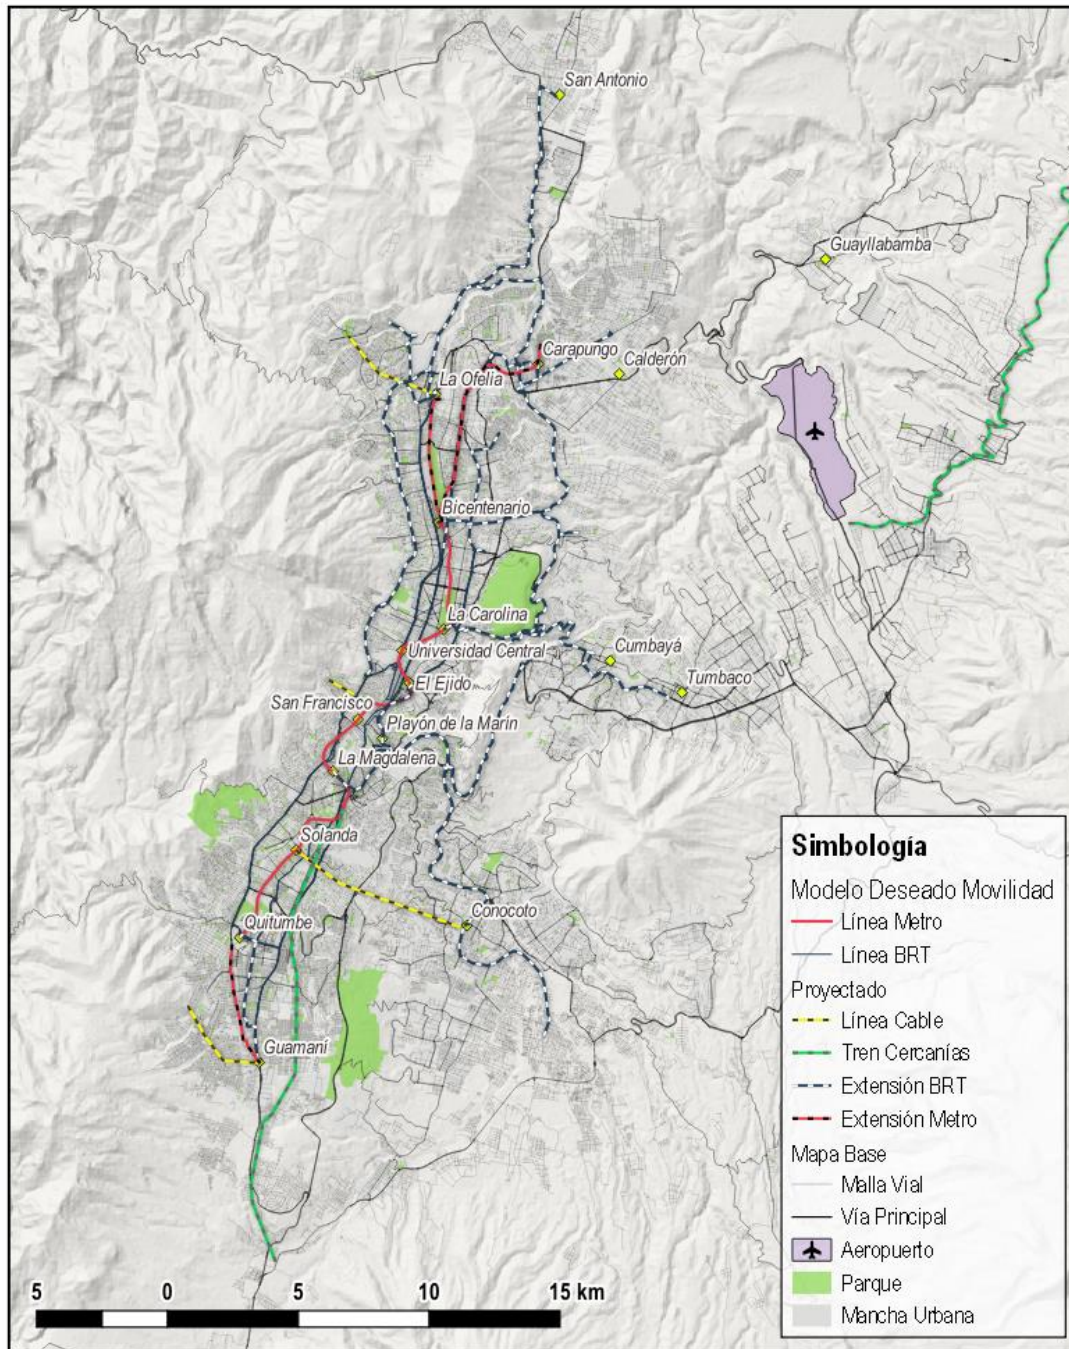 San Antonio
Guayllabamba
Carapungo
Calderón
La Ofelia
Bicentenario
La Carolina
Universidad Central
Cumbayá
El Ejido
Tumbaco
San Francisco
Playón de la Marín
La Magdalena
Solanda
Conocoto
Quitumbe
Guamaní
Simbología
Modelo Deseado Movilidad
Línea Metro
Línea BRT
Proyectado
Línea Cable
Tren Cercanías
Extensión BRT
Extensión Metro
Mapa Base
Malla Vial
Vía Principal
Aeropuerto
Parque
Mancha Urbana
5 0 5 10 15 km